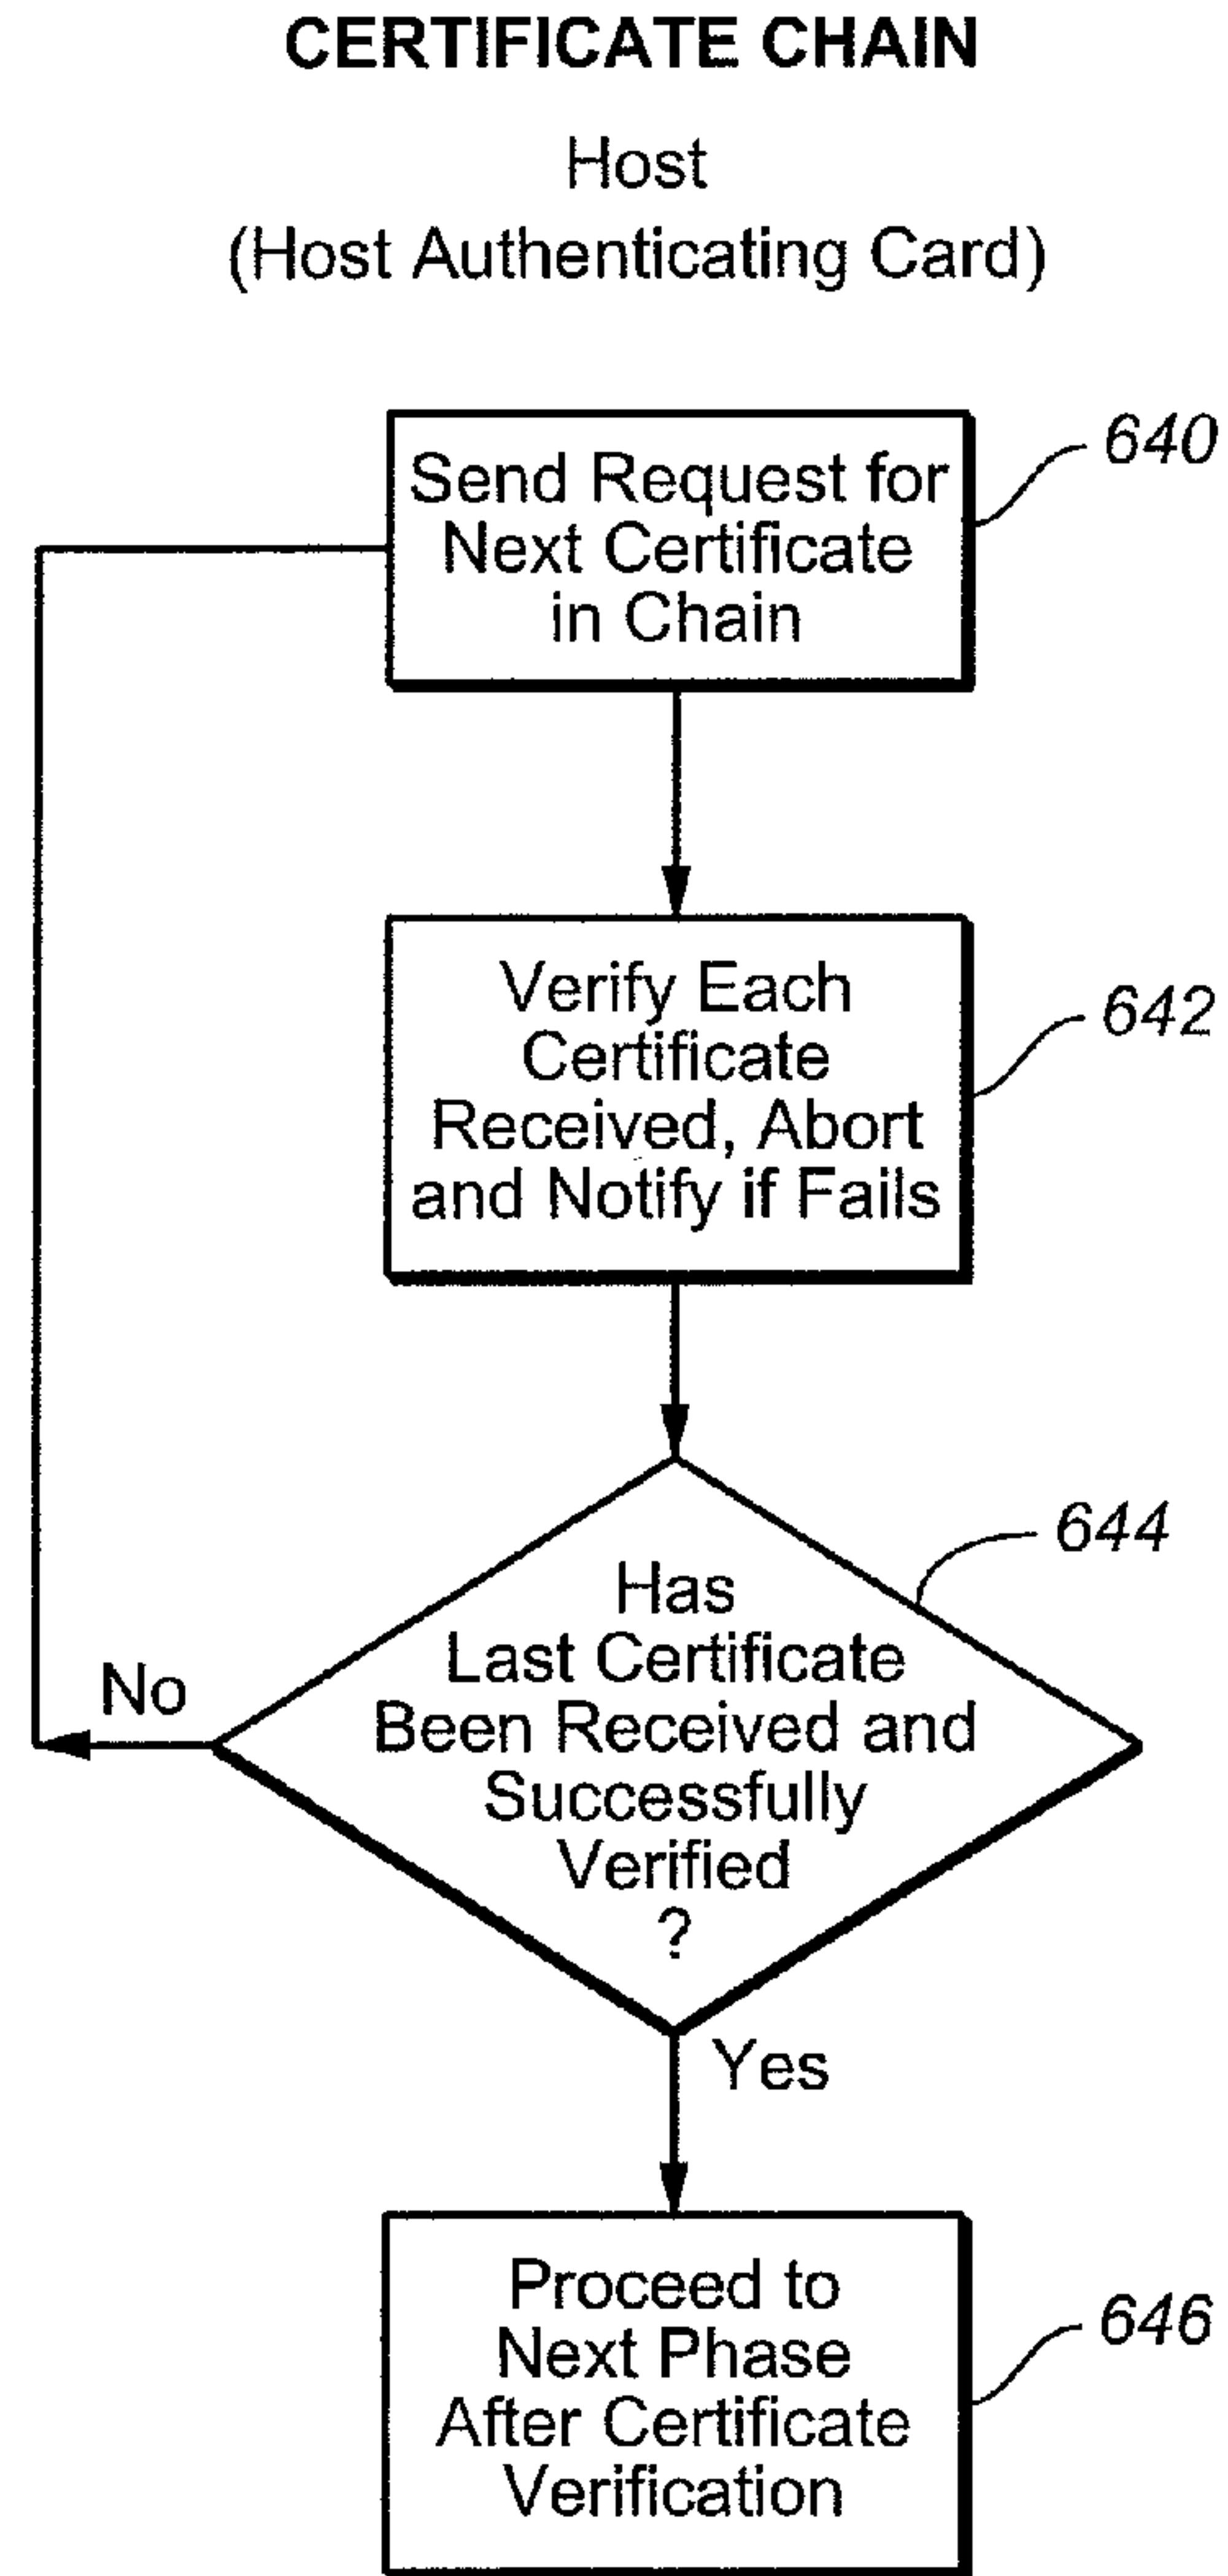 CERTIFICATE CHAIN
Host
(Host Authenticating Card)
640
Send Request for
Next Certificate
in Chain
642
Verify Each
Certificate
Received, Abort
and Notify if Fails
644
Has
Last Certificate
Been Received and
Successfully
Verified
?
No
Yes
646
Proceed to
Next Phase
After Certificate
Verification